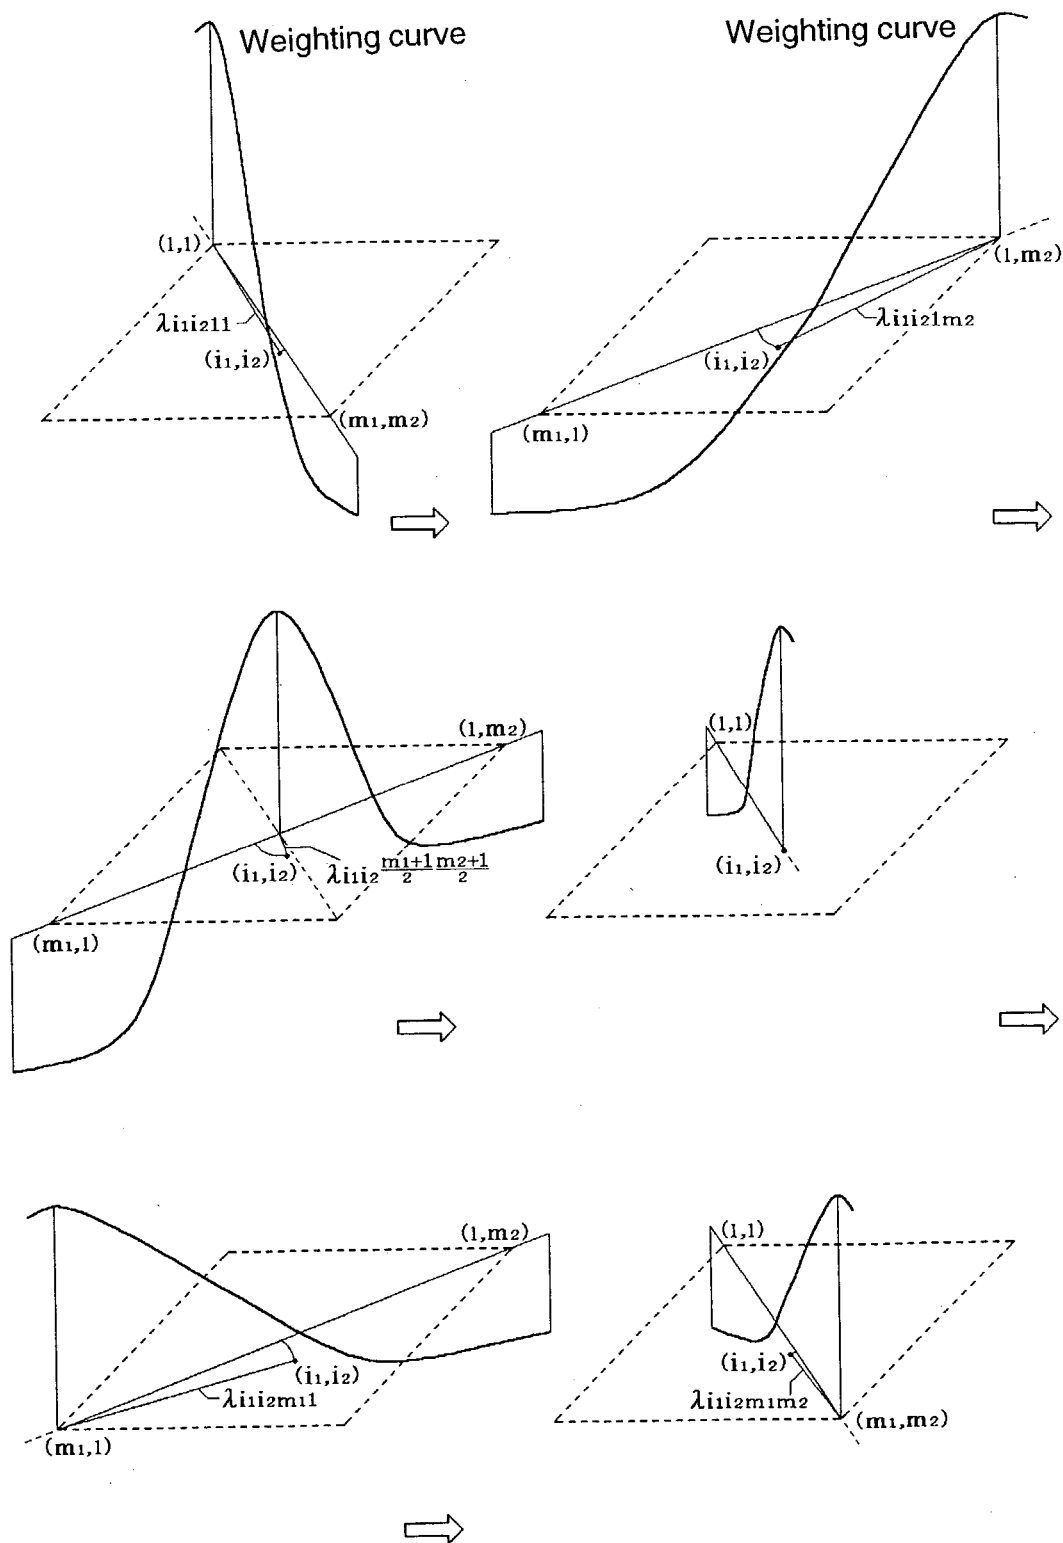 Weighting curve
Weighting curve
(1,1)
(1,m2)
λi1i211
λi1i21m2
(i1,i2)
(i1,i2)
(m1,m2)
(m1,1)
(1,m2)
(1,1)
(i1,i2)
λi1i2 m1+1/2 m2+1/2
(i1,i2)
(m1,1)
(1,m2)
(1,1)
(i1,i2)
(i1,i2)
λi1i2m11
λi1i2m1m2
(m1,1)
(m1,m2)